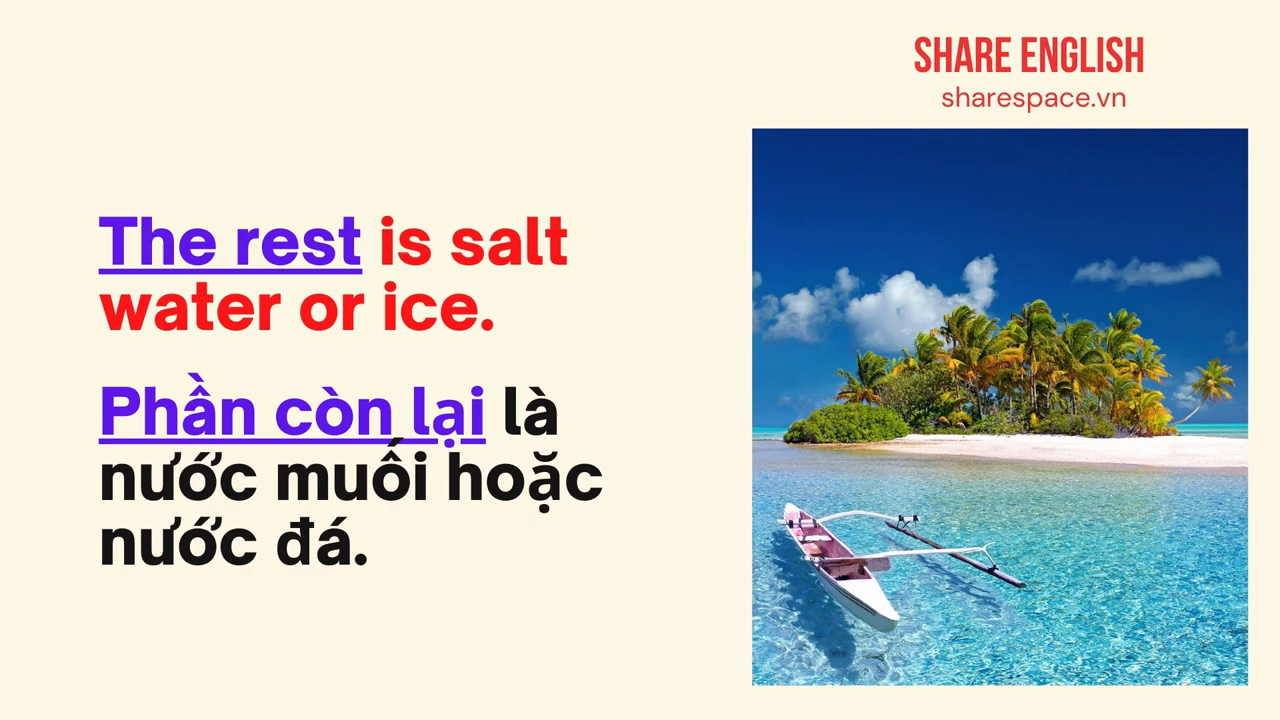 SHARE ENGLISH
sharespace.vn
The rest is salt
water or ice.
Phần còn lại là
nước muối hoặc
nước đá.